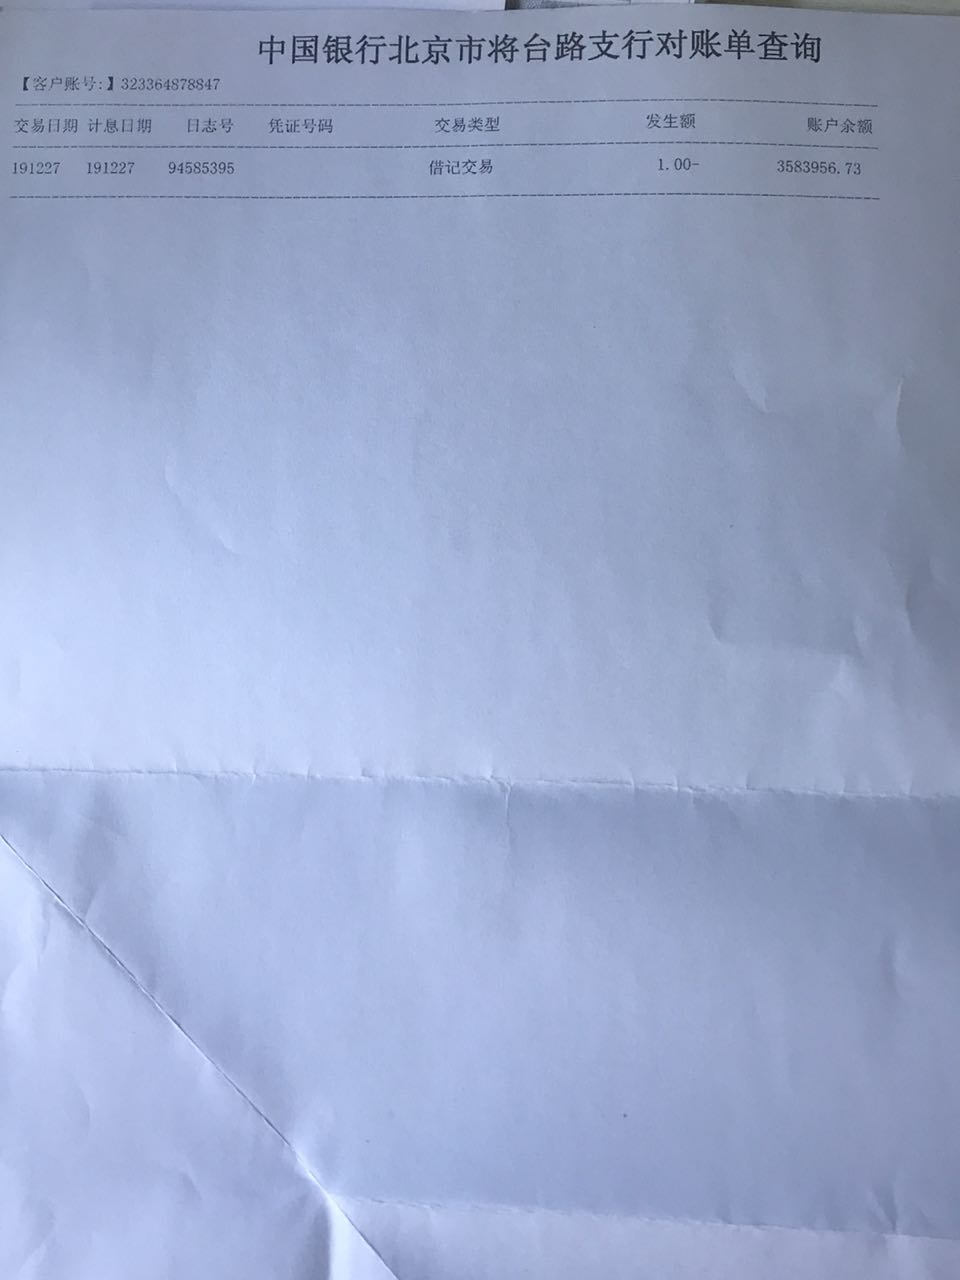 中国银行北京市将台路支行对账单查询
【客户账号:】323364878847
交易日期 计息日期 日志号 凭证号码 交易类型 发生额 账户余额
191227 191227 94585395 借记交易 1.00- 3583956.73